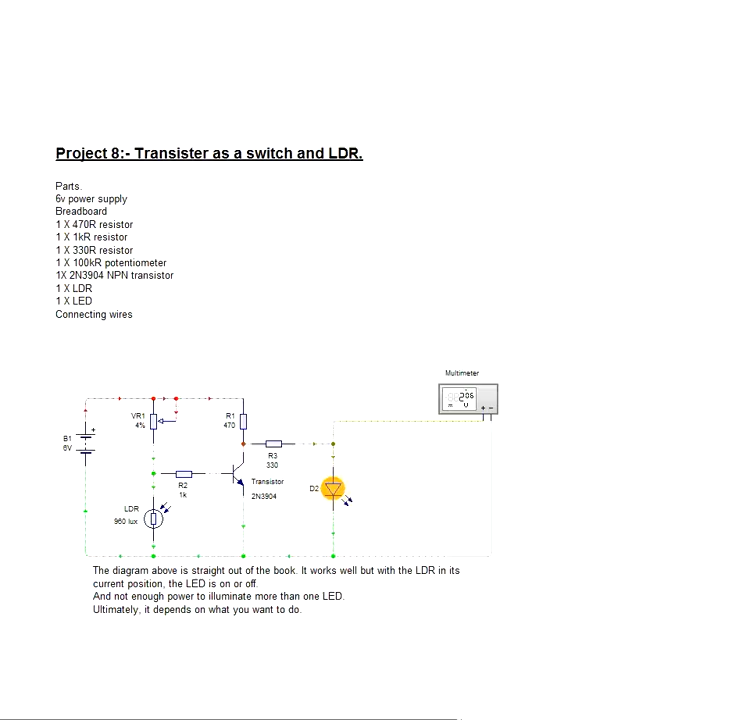 Project 8:- Transister as a switch and LDR.
Parts.
6v power supply
Breadboard
1 X 470R resistor
1 X 1kR resistor
1 X 330R resistor
1 X 100kR potentiometer
1X 2N3904 NPN transistor
1 X LDR
1 X LED
Connecting wires
Multimeter
+ -
VR1
4%
R1
470
B1
6V
+
R3
330
R2
1k
Transistor
2N3904
D2
LDR
960 lux
The diagram above is straight out of the book. It works well but with the LDR in its
current position, the LED is on or off.
And not enough power to illuminate more than one LED.
Ultimately, it depends on what you want to do.